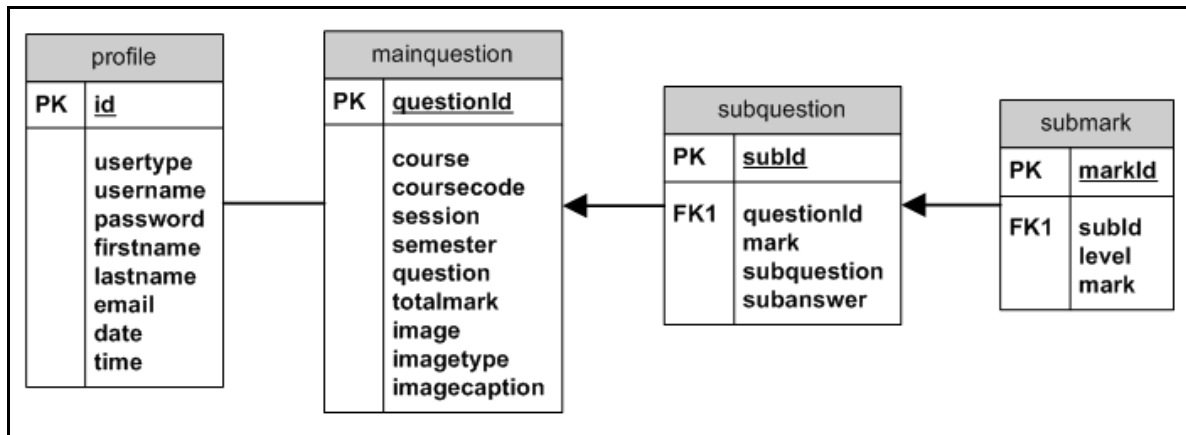 profile
PK id
usertype
username
password
firstname
lastname
email
date
time
mainquestion
PK questionId
course
coursecode
session
semester
question
totalmark
image
imagetype
imagecaption
subquestion
PK subId
FK1 questionId
mark
subquestion
subanswer
submark
PK markId
FK1 subId
level
mark